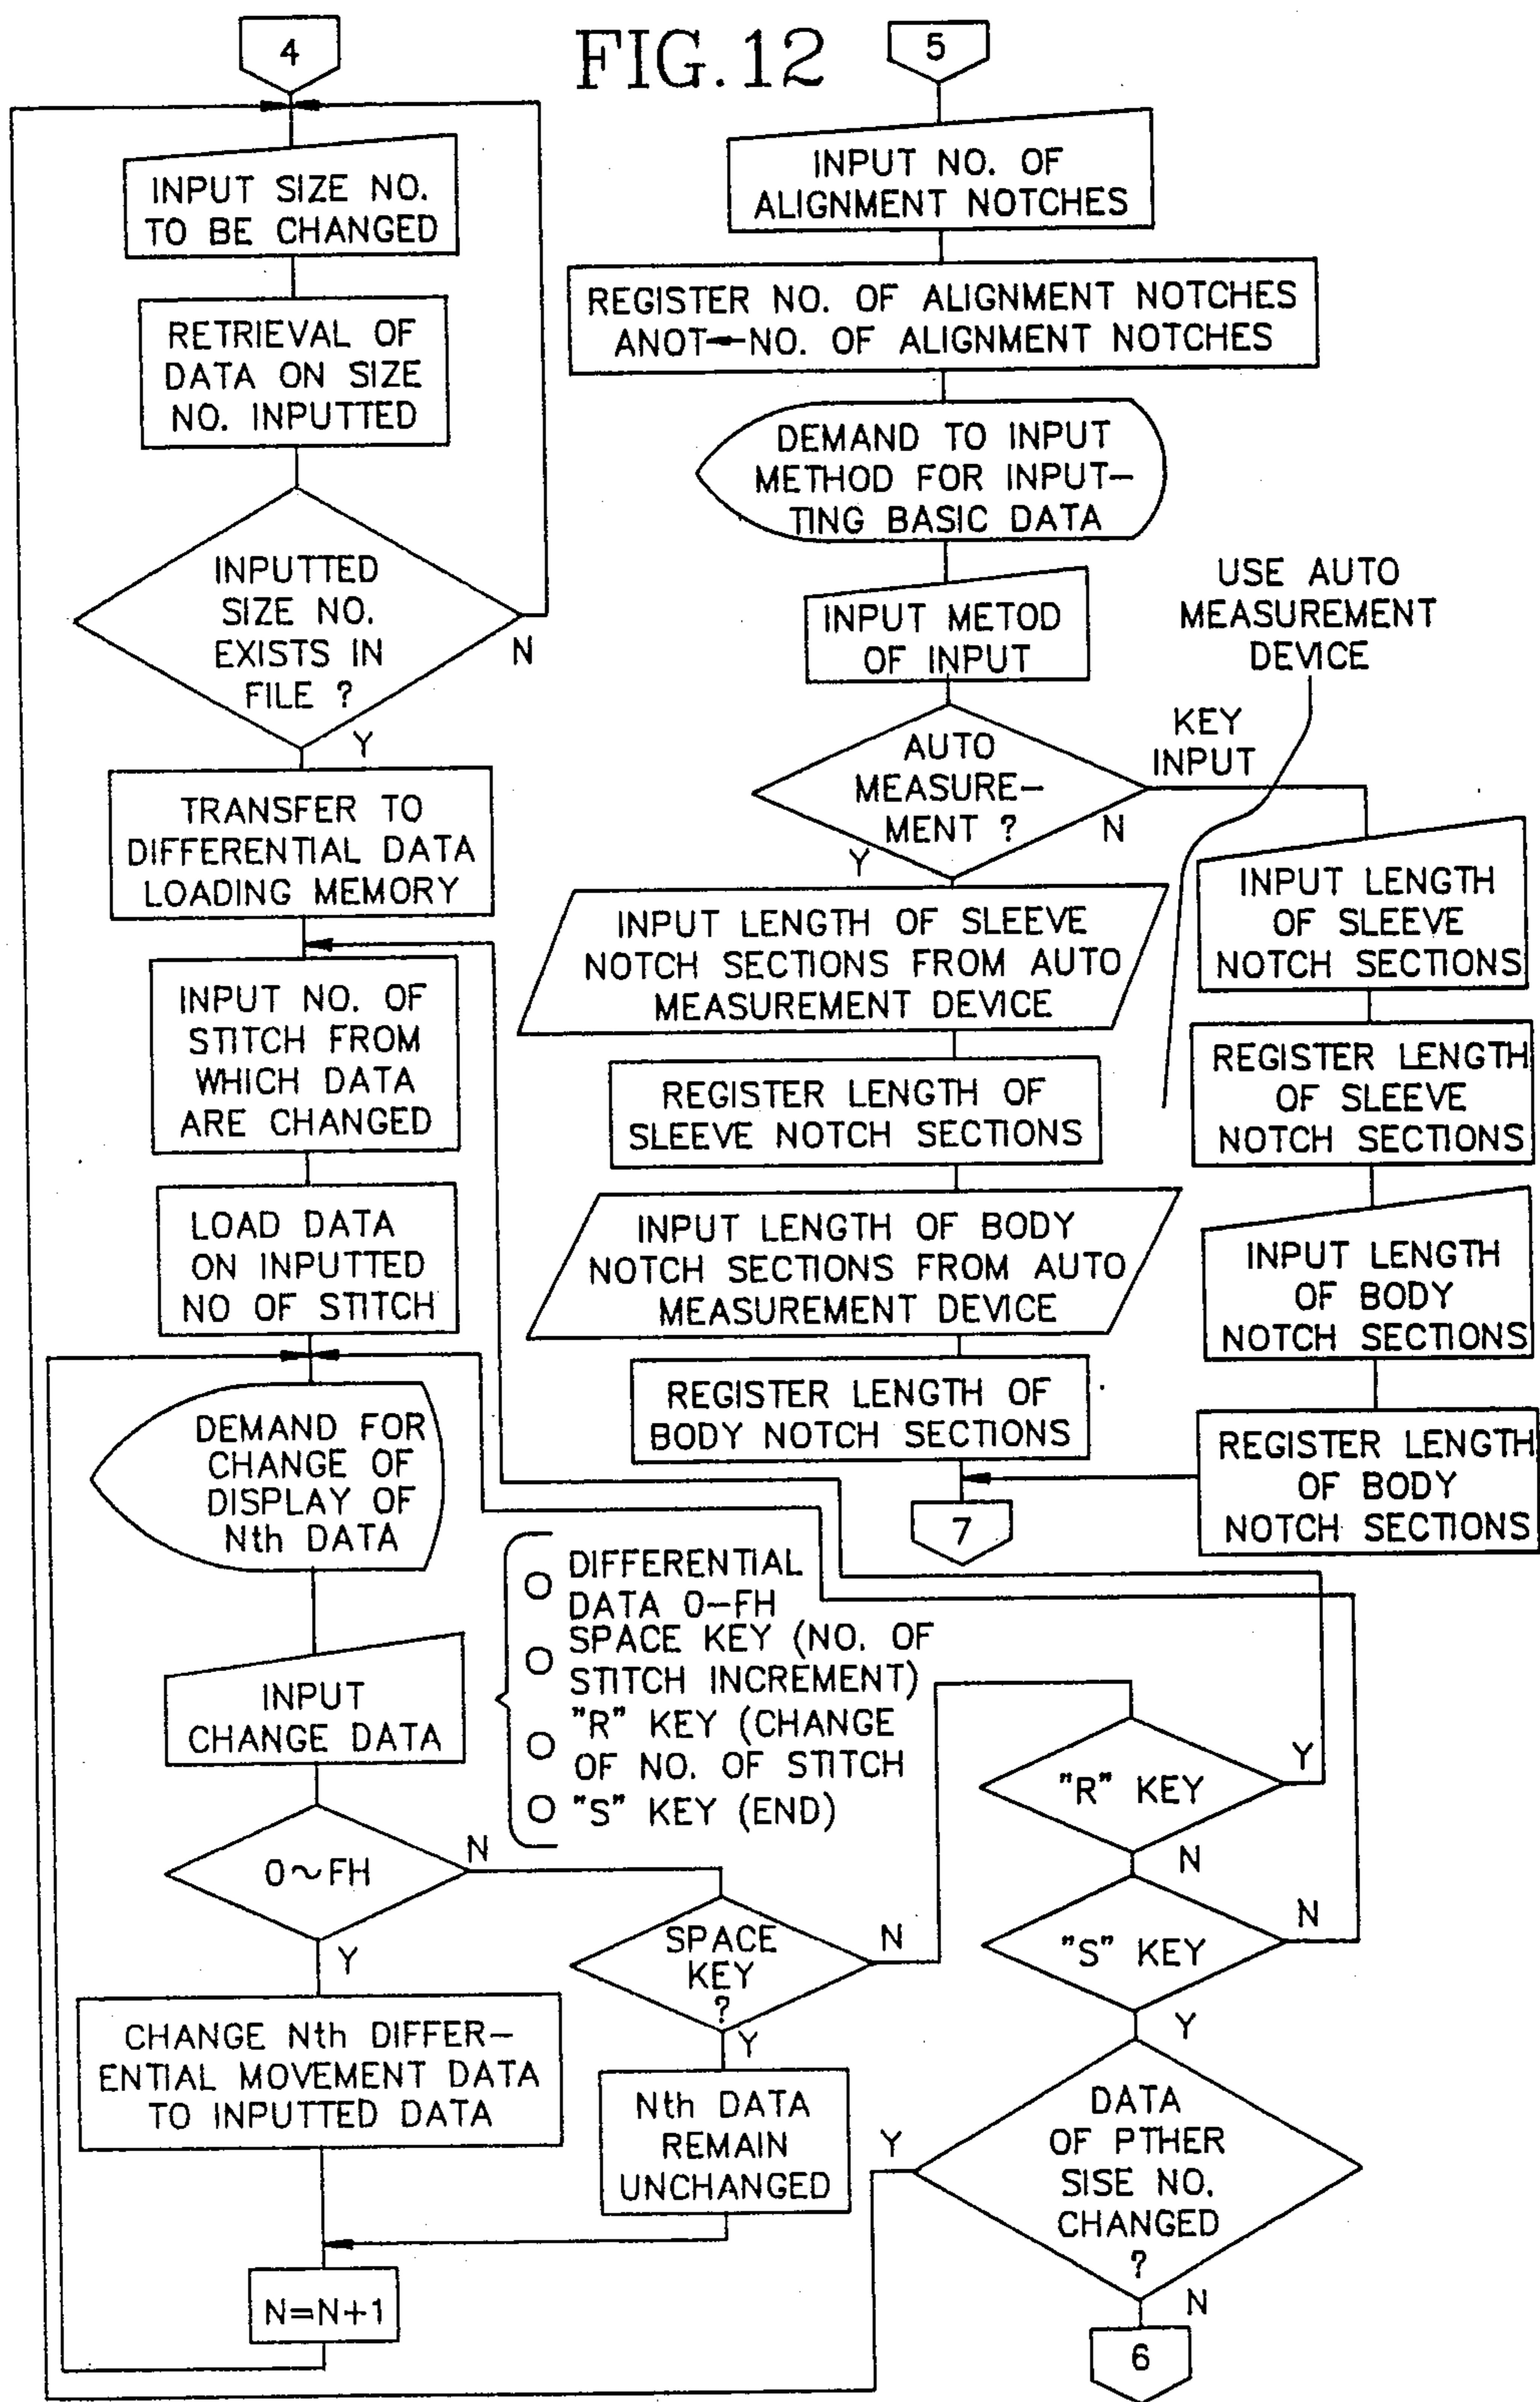 FIG.12
4
INPUT SIZE NO.
TO BE CHANGED
RETRIEVAL OF
DATA ON SIZE
NO. INPUTTED
INPUTTED
SIZE NO.
EXISTS IN
FILE ?
N
Y
TRANSFER TO
DIFFERENTIAL DATA
LOADING MEMORY
INPUT NO. OF
STITCH FROM
WHICH DATA
ARE CHANGED
LOAD DATA
ON INPUTTED
NO OF STITCH
DEMAND FOR
CHANGE OF
DISPLAY OF
Nth DATA
INPUT
CHANGE DATA
O DIFFERENTIAL
DATA 0-FH
O SPACE KEY (NO. OF
STITCH INCREMENT)
O "R" KEY (CHANGE
OF NO. OF STITCH
O "S" KEY (END)
0~FH
N
Y
CHANGE Nth DIFFER-
ENTIAL MOVEMENT DATA
TO INPUTTED DATA
SPACE
KEY
?
N
Y
Nth DATA
REMAIN
UNCHANGED
N=N+1
"R" KEY
Y
N
"S" KEY
N
Y
DATA
OF PTHER
SISE NO.
CHANGED
?
Y
N
6
5
INPUT NO. OF
ALIGNMENT NOTCHES
REGISTER NO. OF ALIGNMENT NOTCHES
ANOT←NO. OF ALIGNMENT NOTCHES
DEMAND TO INPUT
METHOD FOR INPUT-
TING BASIC DATA
INPUT METOD
OF INPUT
AUTO
MEASURE-
MENT ?
Y
N
KEY
INPUT
USE AUTO
MEASUREMENT
DEVICE
INPUT LENGTH OF SLEEVE
NOTCH SECTIONS FROM AUTO
MEASUREMENT DEVICE
REGISTER LENGTH OF
SLEEVE NOTCH SECTIONS
INPUT LENGTH OF BODY
NOTCH SECTIONS FROM AUTO
MEASUREMENT DEVICE
REGISTER LENGTH OF
BODY NOTCH SECTIONS
INPUT LENGTH
OF SLEEVE
NOTCH SECTIONS
REGISTER LENGTH
OF SLEEVE
NOTCH SECTIONS
INPUT LENGTH
OF BODY
NOTCH SECTIONS
REGISTER LENGTH
OF BODY
NOTCH SECTIONS
7